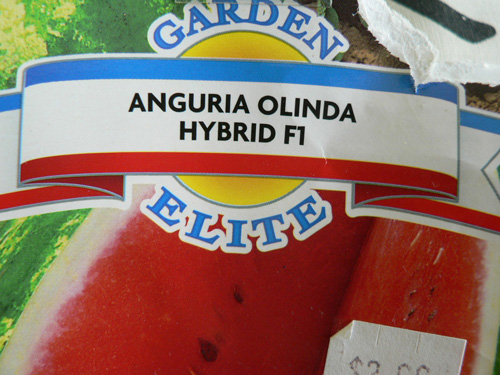 GARDEN
ANGURIA OLINDA
HYBRID F1
ELITE